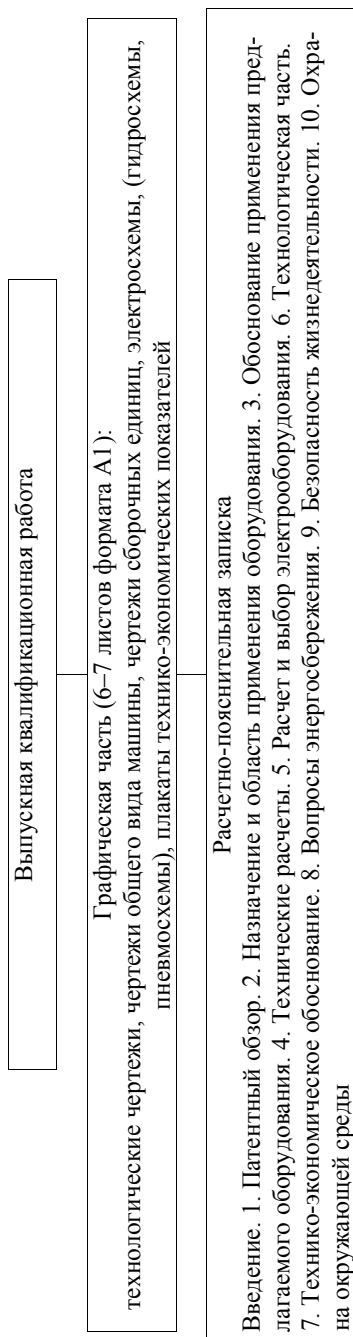 Выпускная квалификационная работа
Графическая часть (6–7 листов формата А1):
технологические чертежи, чертежи общего вида машины, чертежи сборочных единиц, электросхемы, (гидросхемы,
пневмосхемы), плакаты технико-экономических показателей
Расчетно-пояснительная записка
Введение. 1. Патентный обзор. 2. Назначение и область применения оборудования. 3. Обоснование применения пред-
лагаемого оборудования. 4. Технические расчеты. 5. Расчет и выбор электрооборудования. 6. Технологическая часть.
7. Технико-экономическое обоснование. 8. Вопросы энергосбережения. 9. Безопасность жизнедеятельности. 10. Охра-
на окружающей среды